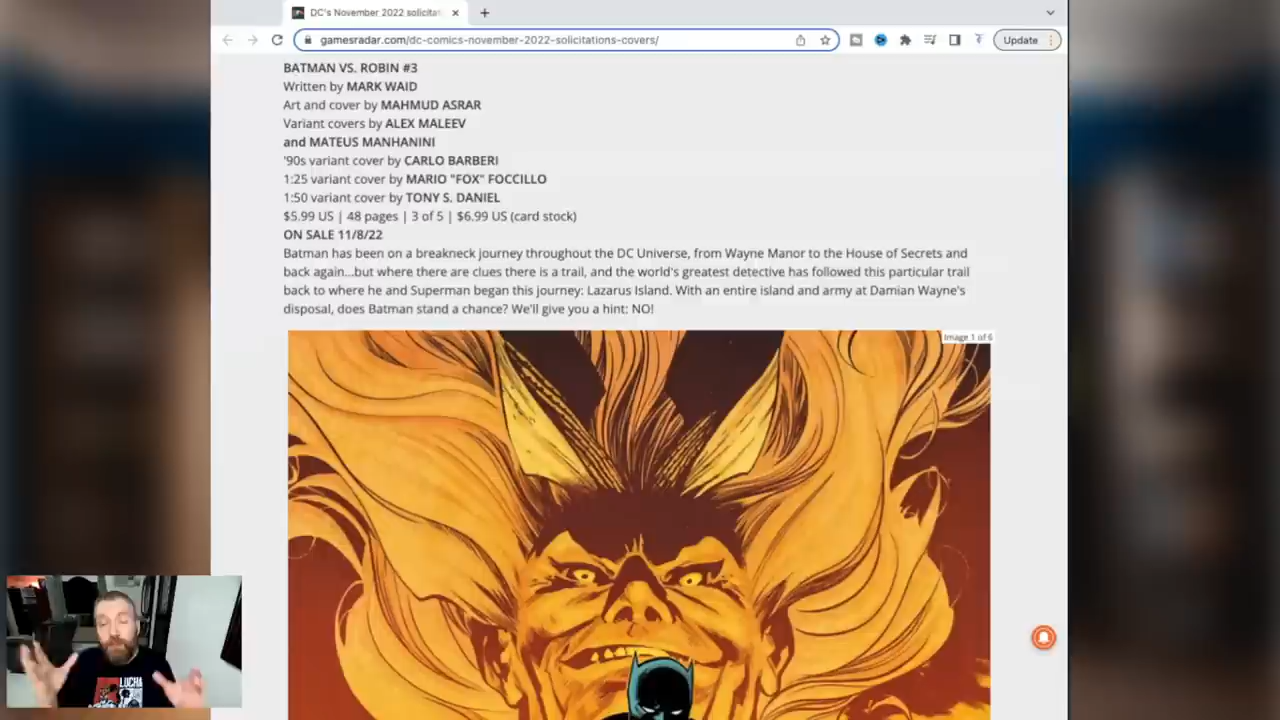 DC's November 2022 solicitat
gamesradar.com/dc-comics-november-2022-solicitations-covers/
Update
BATMAN VS. ROBIN #3
Written by MARK WAID
Art and cover by MAHMUD ASRAR
Variant covers by ALEX MALEEV
and MATEUS MANHANINI
'90s variant cover by CARLO BARBERI
1:25 variant cover by MARIO "FOX" FOCCILLO
1:50 variant cover by TONY S. DANIEL
$5.99 US | 48 pages | 3 of 5 | $6.99 US (card stock)
ON SALE 11/8/22
Batman has been on a breakneck journey throughout the DC Universe, from Wayne Manor to the House of Secrets and
back again...but where there are clues there is a trail, and the world's greatest detective has followed this particular trail
back to where he and Superman began this journey: Lazarus Island. With an entire island and army at Damian Wayne's
disposal, does Batman stand a chance? We'll give you a hint: NO!
Image 1 of 6
LUCHA